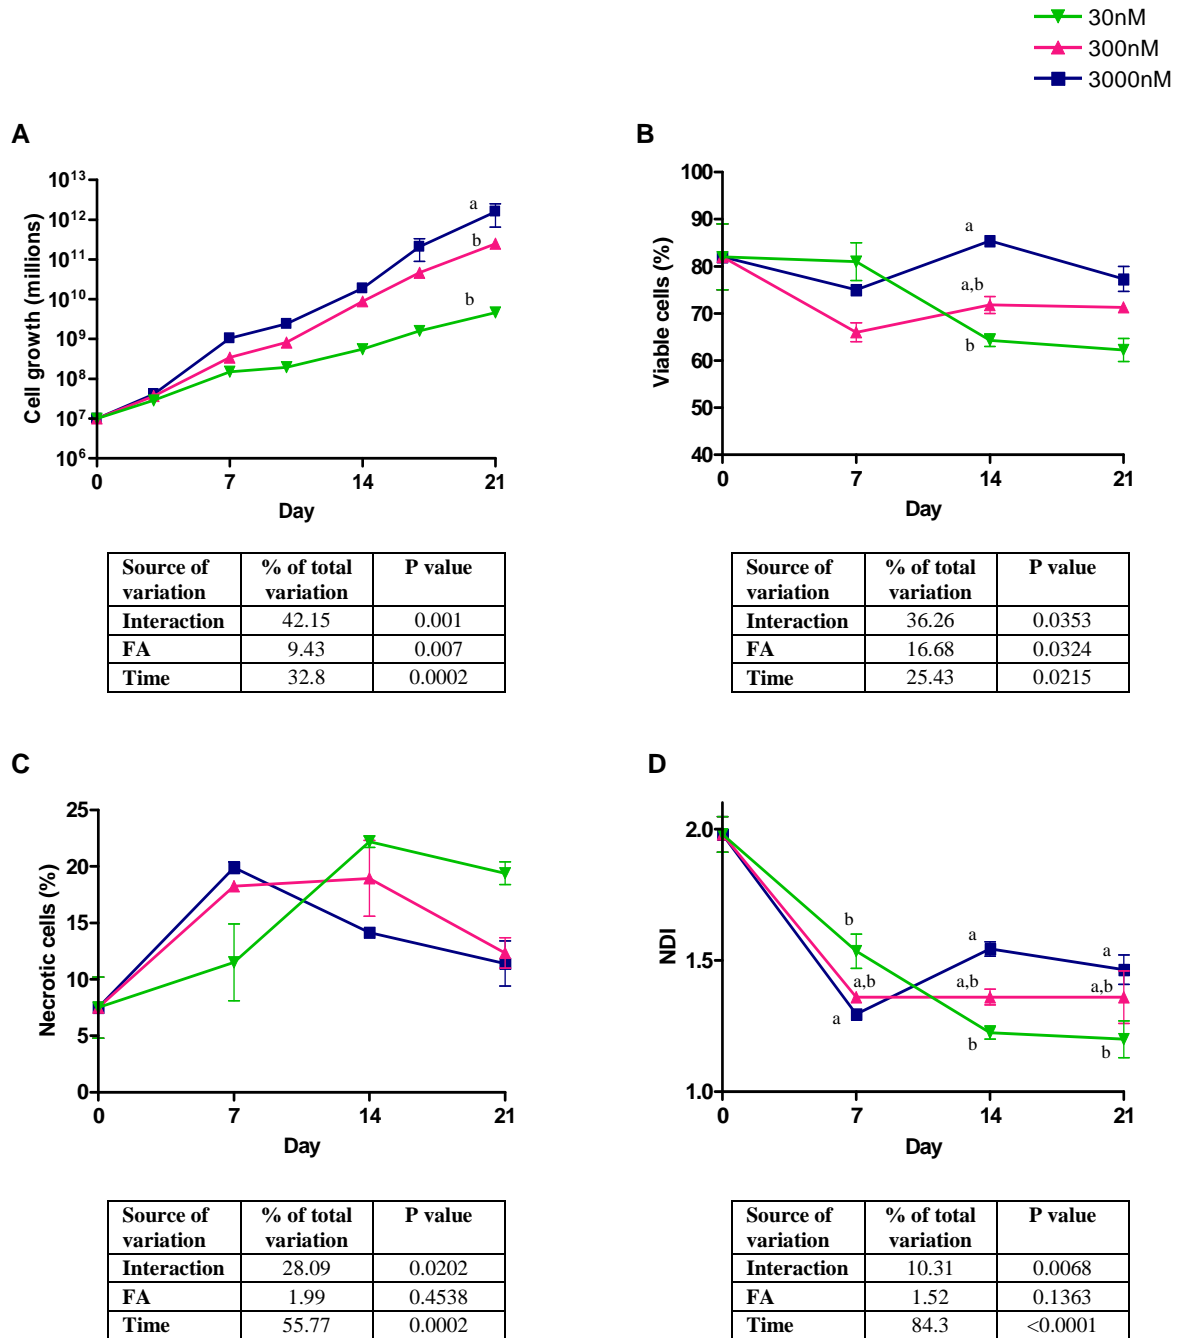 30nM
300nM
3000nM
A
Cell growth (millions)
10¹³
10¹²
10¹¹
10¹⁰
10⁹
10⁸
10⁷
10⁶
a
b
b
0 7 14 21
Day
Source of variation | % of total variation | P value
Interaction 42.15 0.001
FA 9.43 0.007
Time 32.8 0.0002
B
Viable cells (%)
100
90
80
70
60
50
40
a
a,b
b
0 7 14 21
Day
Source of variation | % of total variation | P value
Interaction 36.26 0.0353
FA 16.68 0.0324
Time 25.43 0.0215
C
Necrotic cells (%)
25
20
15
10
5
0
0 7 14 21
Day
Source of variation | % of total variation | P value
Interaction 28.09 0.0202
FA 1.99 0.4538
Time 55.77 0.0002
D
NDI
2.0
1.5
1.0
b
a,b
a
a
a,b
b
a
a,b
b
0 7 14 21
Day
Source of variation | % of total variation | P value
Interaction 10.31 0.0068
FA 1.52 0.1363
Time 84.3 <0.0001